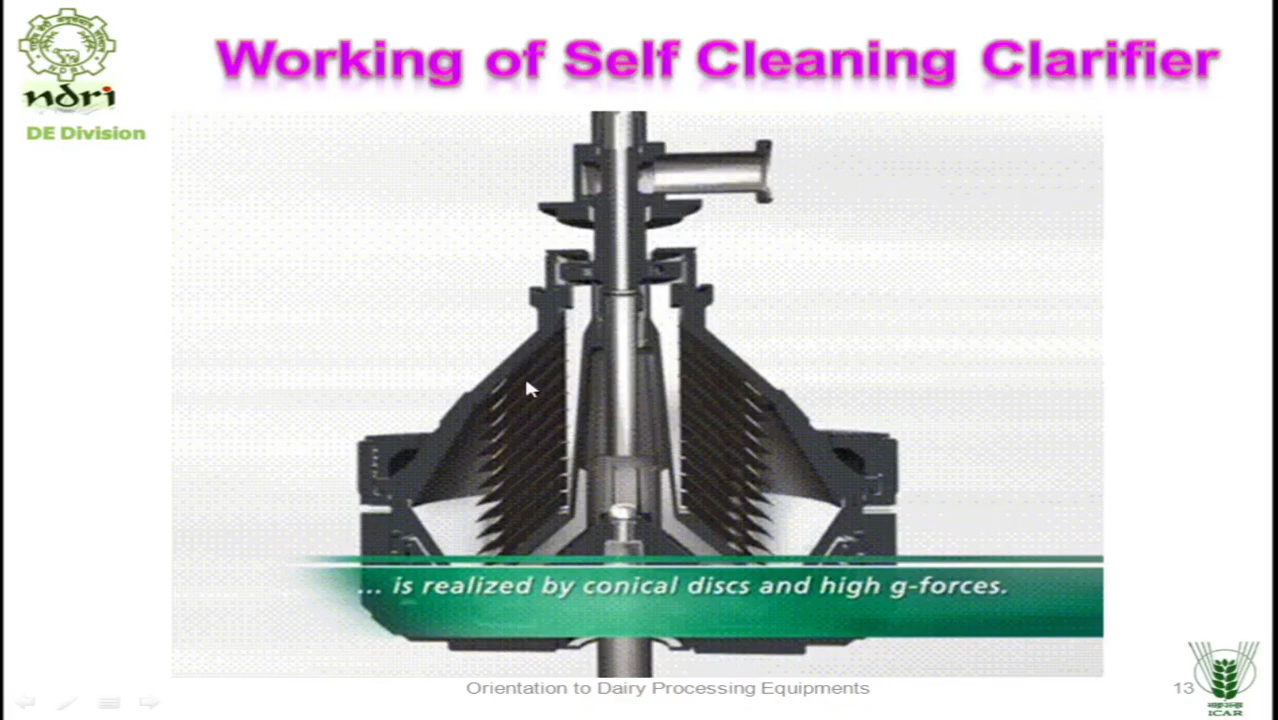 Working of Self Cleaning Clarifier
ndri
DE Division
... is realized by conical discs and high g-forces.
Orientation to Dairy Processing Equipments
13
ICAR